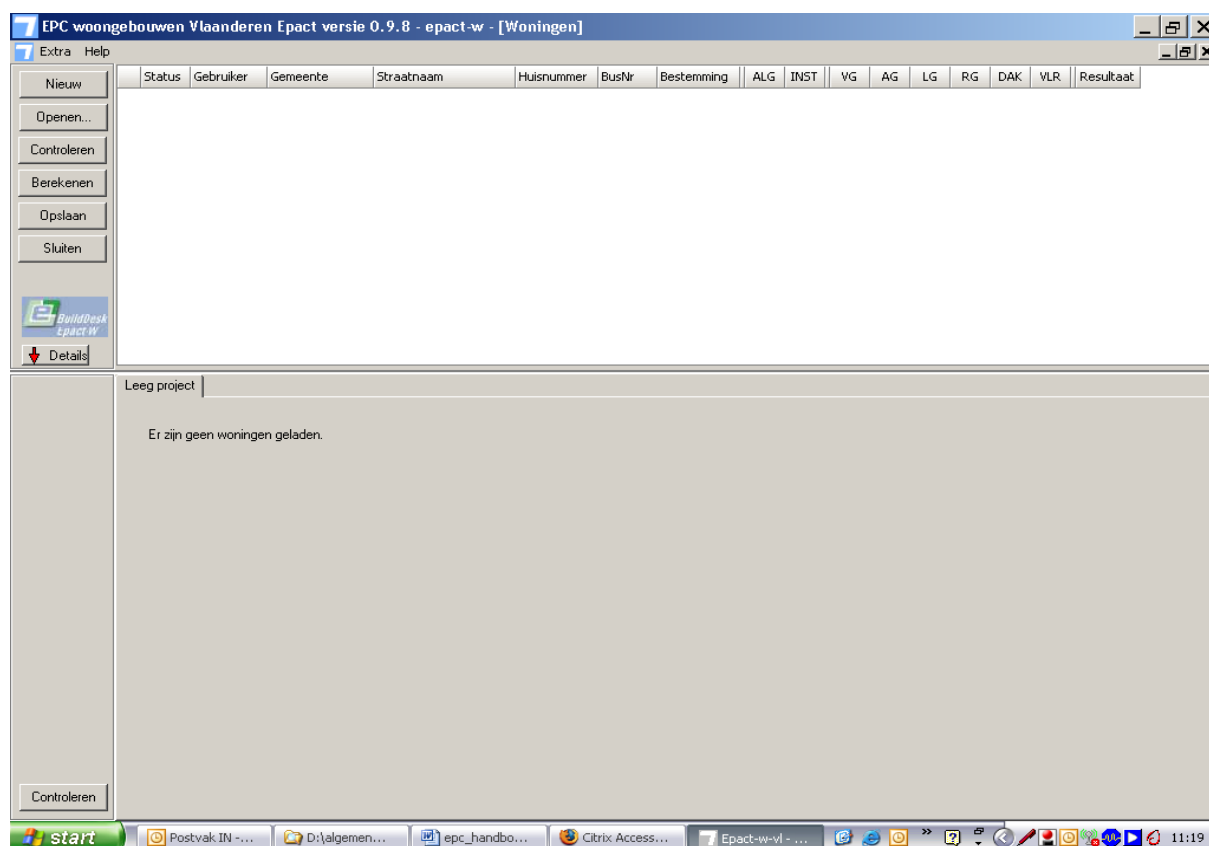 EPC woongebouwen Vlaanderen Epact versie 0.9.8 - epact-w - [Woningen]
Extra Help
Nieuw
Status Gebruiker Gemeente Straatnaam Huisnummer BusNr Bestemming ALG INST VG AG LG RG DAK VLR Resultaat
Openen...
Controleren
Berekenen
Opslaan
Sluiten
BuildDesk
Epact W
Details
Leeg project
Er zijn geen woningen geladen.
Controleren
start Postvak IN -... D:\algemen... epc_handbo... Citrix Access... Epact-w-vl - ... 11:19